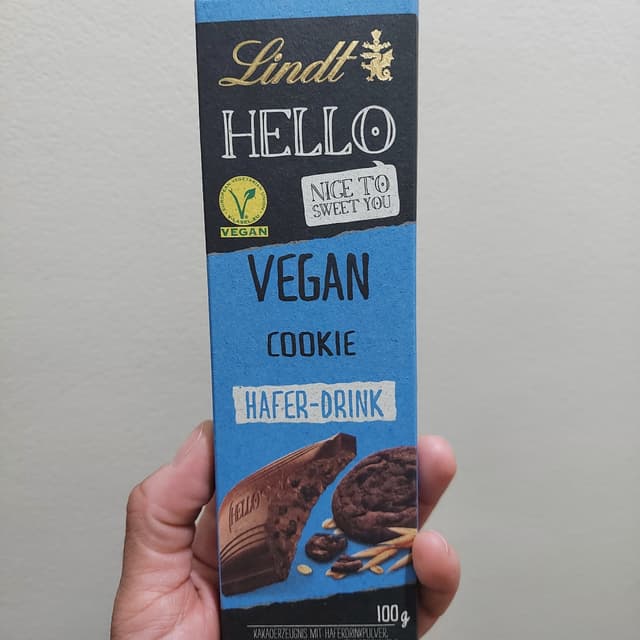 Lindt
HELLO
NICE TO
SWEET YOU
VEGAN
VEGAN
COOKIE
HAFER-DRINK
HELLO
100g
KAKAOERZEUGNIS MIT HAFERDRINKPULVER